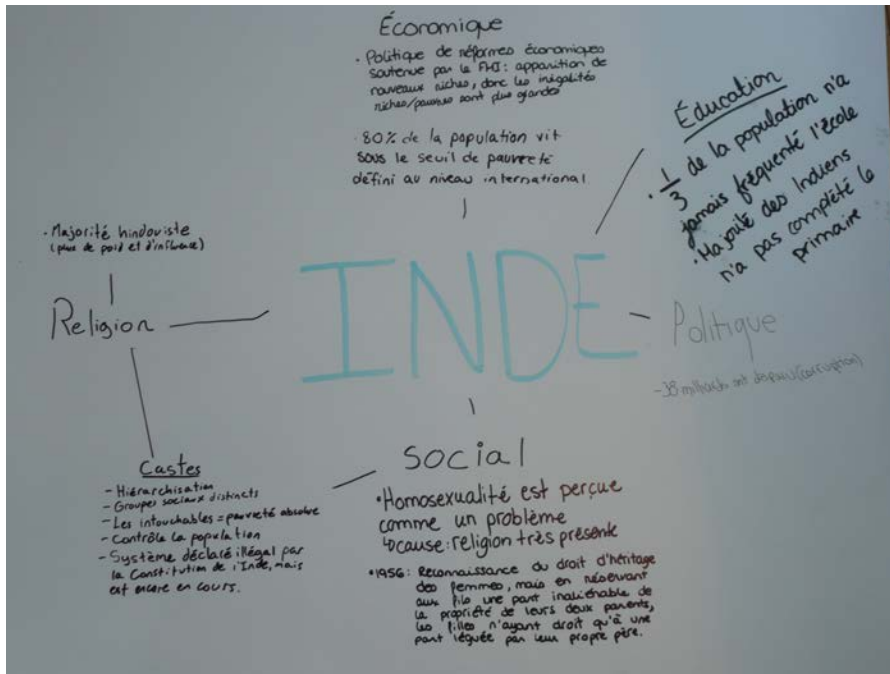 Économique
• Politique de réformes économiques
soutenue par le FMI : apparition de
nouveaux riches, donc les inégalités
riches/pauvres sont plus grandes
• 80% de la population vit
sous le seuil de pauvreté
défini au niveau international
Éducation
• 1/3 de la population n'a
jamais fréquenté l'école
• Majorité des Indiens
n'a pas complété le
primaire
• Majorité hindouiste
(plus de poid et d'influence)
Religion
INDE
Politique
- 38 milliards ont disparu (corruption)
Castes
- Hiérarchisation
- Groupes sociaux distincts
- Les intouchables = pauvreté absolue
- Contrôle la population
- Système déclaré illégal par
la Constitution de l'Inde, mais
est encore en cours.
Social
• Homosexualité est perçue
comme un problème
↳ cause : religion très présente
• 1956 : Reconnaissance du droit d'héritage
des femmes, mais en réservant
aux fils une part inaliénable de
la propriété de leurs deux parents,
les filles n'ayant droit qu'à une
part léguée par leur propre père.